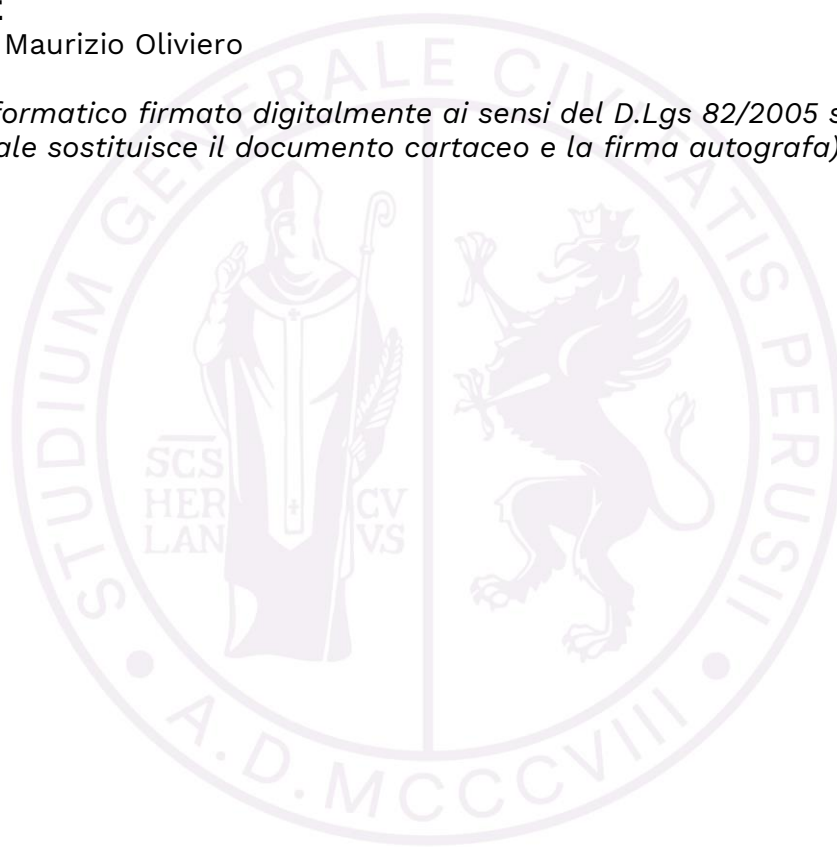 Maurizio Oliviero
formatico firmato digitalmente ai sensi del D.Lgs 82/2005 s
ale sostituisce il documento cartaceo e la firma autografa)
STUDIUM GENERALE CIVITATIS PERUSII
SCS
HER CV
LAN VS
A.D. MCCCVIII